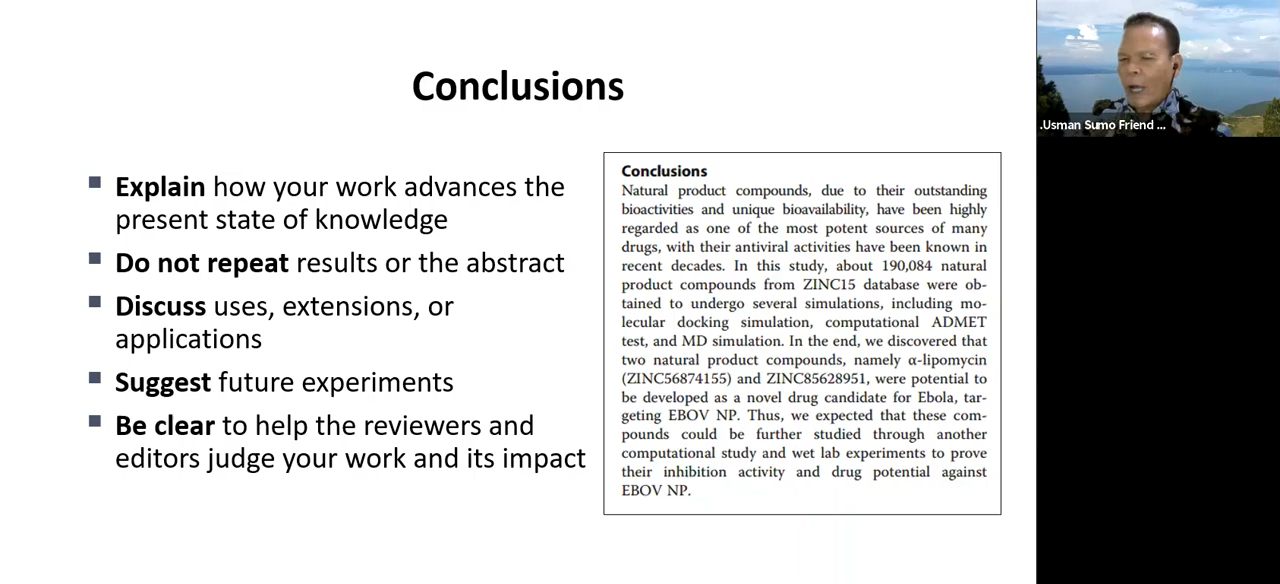 Conclusions
Explain how your work advances the
present state of knowledge
Do not repeat results or the abstract
Discuss uses, extensions, or
applications
Suggest future experiments
Be clear to help the reviewers and
editors judge your work and its impact
Conclusions
Natural product compounds, due to their outstanding
bioactivities and unique bioavailability, have been highly
regarded as one of the most potent sources of many
drugs, with their antiviral activities have been known in
recent decades. In this study, about 190,084 natural
product compounds from ZINC15 database were ob-
tained to undergo several simulations, including mo-
lecular docking simulation, computational ADMET
test, and MD simulation. In the end, we discovered that
two natural product compounds, namely α-lipomycin
(ZINC56874155) and ZINC85628951, were potential to
be developed as a novel drug candidate for Ebola, tar-
geting EBOV NP. Thus, we expected that these com-
pounds could be further studied through another
computational study and wet lab experiments to prove
their inhibition activity and drug potential against
EBOV NP.
.Usman Sumo Friend ...